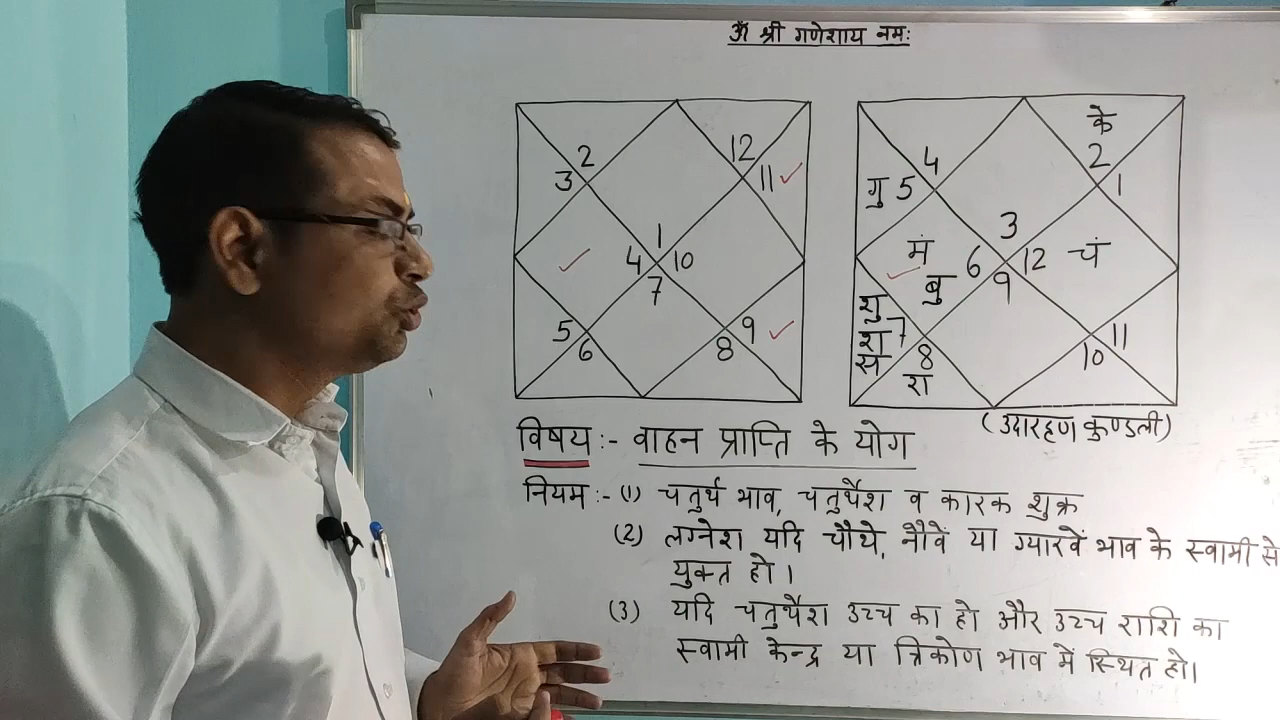 ॐ श्री गणेशाय नमः
2
3
12
11
1
4
10
7
5
6
9
8
के
4
2
गु 5
1
3
मं
6
12
चं
बु
9
शु
श
7
स
8
रा
11
10
(उदारहण कुण्डली)
विषय :- वाहन प्राप्ति के योग
नियम :- (1) चतुर्थ भाव, चतुर्थेश व कारक शुक्र
(2) लग्नेश यदि चौथे, नौवें या ग्यारवें भाव के स्वामी से
युक्त हो।
(3) यदि चतुर्थेश उच्च का हो और उच्च राशि का
स्वामी केन्द्र या त्रिकोण भाव में स्थित हो।